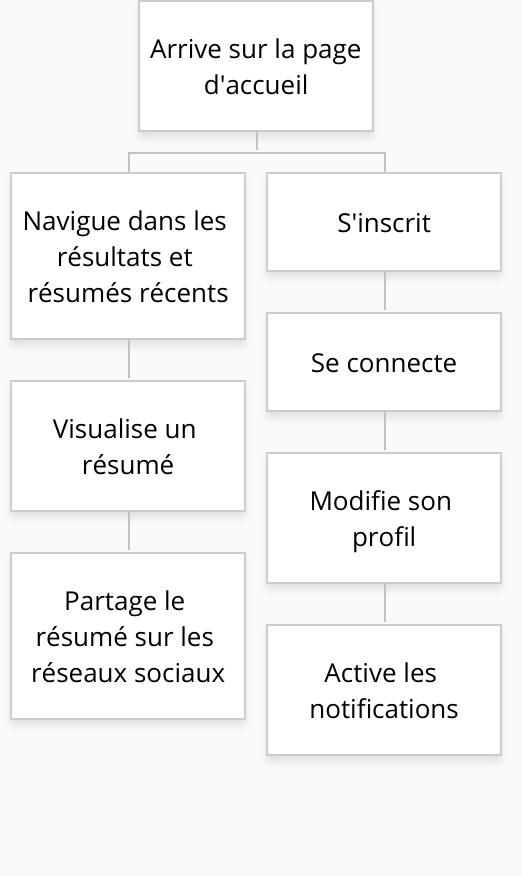 Arrive sur la page
d'accueil
Navigue dans les
résultats et
résumés récents
Visualise un
résumé
Partage le
résumé sur les
réseaux sociaux
S'inscrit
Se connecte
Modifie son
profil
Active les
notifications